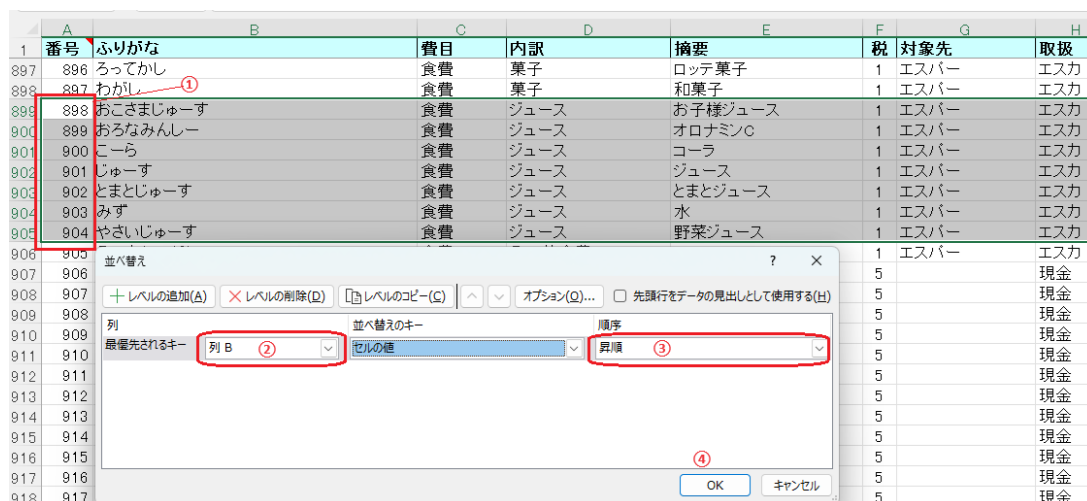 A B C D E F G H
1 番号 ふりがな 費目 内訳 摘要 税 対象先 取扱
897 896 ろってかし 食費 菓子 ロッテ菓子 1 エスパー エスカ
898 897 わがし 食費 菓子 和菓子 1 エスパー エスカ
①
899 898 おこさまじゅーす 食費 ジュース お子様ジュース 1 エスパー エスカ
900 899 おろなみんしー 食費 ジュース オロナミンC 1 エスパー エスカ
901 900 こーら 食費 ジュース コーラ 1 エスパー エスカ
902 901 じゅーす 食費 ジュース ジュース 1 エスパー エスカ
903 902 とまとじゅーす 食費 ジュース とまとジュース 1 エスパー エスカ
904 903 みず 食費 ジュース 水 1 エスパー エスカ
905 904 やさいじゅーす 食費 ジュース 野菜ジュース 1 エスパー エスカ
906 905 1 エスパー エスカ
並べ替え ? ×
907 906 5 現金
レベルの追加(A) レベルの削除(D) レベルのコピー(C) オプション(O)... 先頭行をデータの見出しとして使用する(H)
908 907 5 現金
909 908 5 現金
列 並べ替えのキー 順序
910 909 5 現金
最優先されるキー 列 B ② セルの値 昇順 ③
911 910 5 現金
912 911 5 現金
913 912 5 現金
914 913 5 現金
915 914 5 現金
916 915 5 現金
④
917 916 5 現金
OK キャンセル
918 917 5 現金